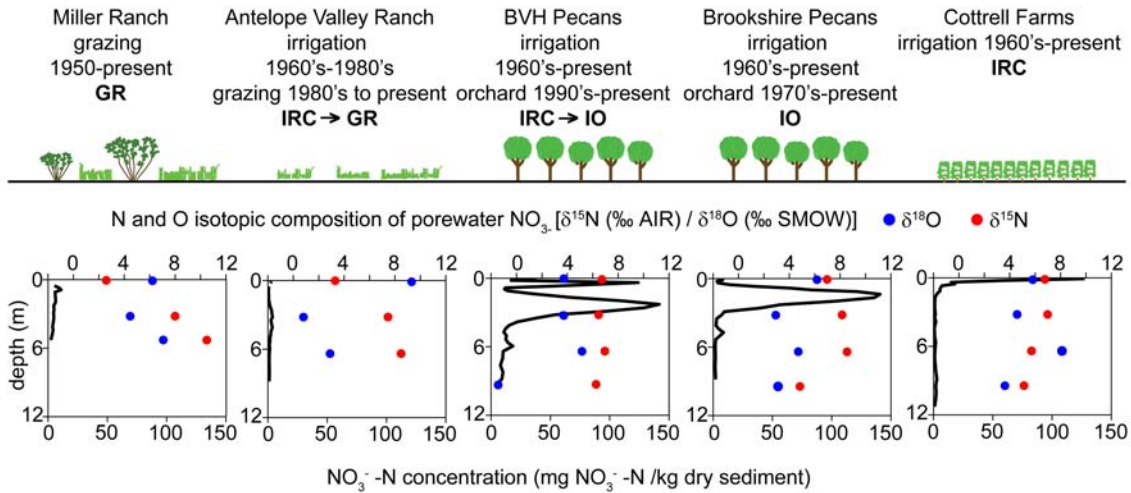 Miller Ranch
grazing
1950-present
GR
Antelope Valley Ranch
irrigation
1960's-1980's
grazing 1980's to present
IRC → GR
BVH Pecans
irrigation
1960's-present
orchard 1990's-present
IRC → IO
Brookshire Pecans
irrigation
1960's-present
orchard 1970's-present
IO
Cottrell Farms
irrigation 1960's-present
IRC
N and O isotopic composition of porewater NO3- [δ15N (‰ AIR) / δ18O (‰ SMOW)] δ18O δ15N
0 4 8 12
0 4 8 12
0 4 8 12
0 4 8 12
0 4 8 12
depth (m)
0
6
12
0
6
12
0
6
12
0
6
12
0
6
12
0 50 100 150
0 50 100 150
0 50 100 150
0 50 100 150
0 50 100 150
NO3- -N concentration (mg NO3- -N /kg dry sediment)